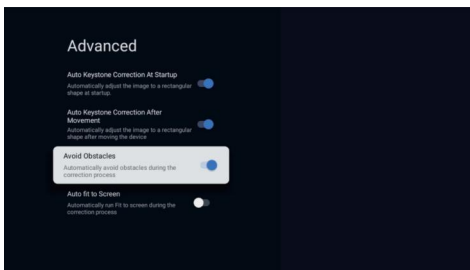 Advanced
Auto Keystone Correction At Startup
Automatically adjust the image to a rectangular
shape at startup.
Auto Keystone Correction After
Movement
Automatically adjust the image to a rectangular
shape after moving the device
Avoid Obstacles
Automatically avoid obstacles during the
correction process
Auto fit to Screen
Automatically run Fit to screen during the
correction process